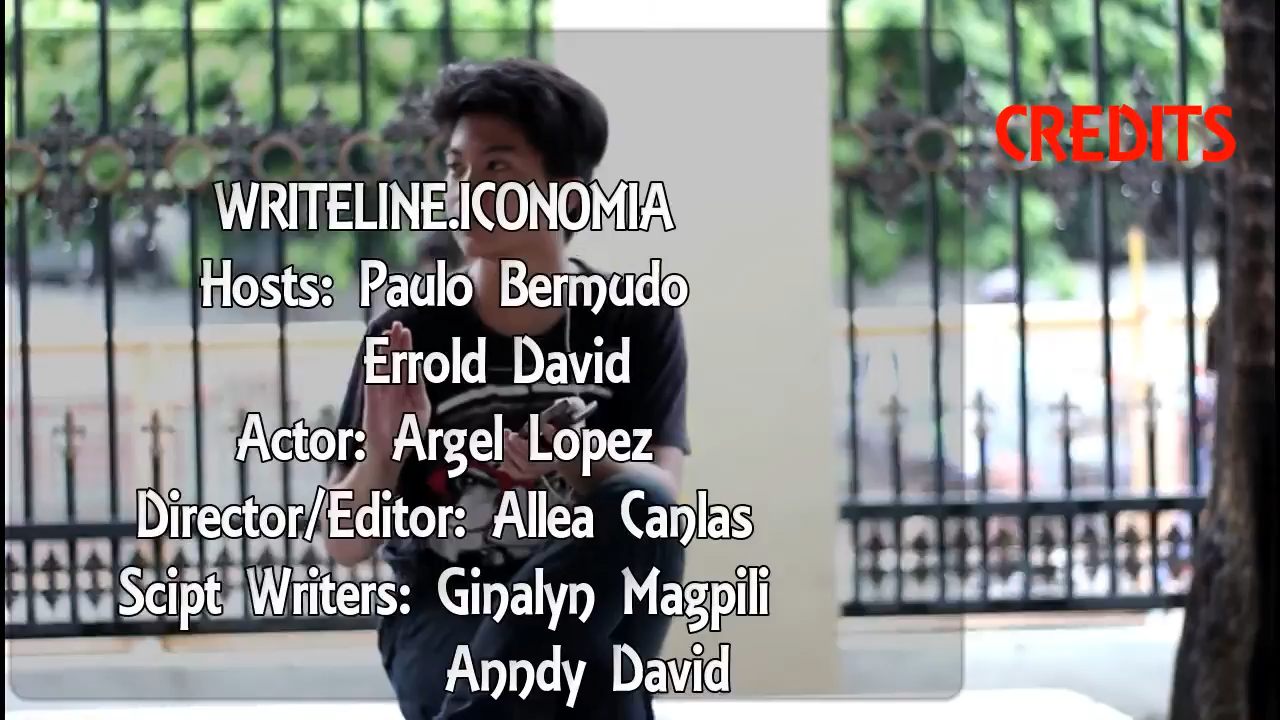 CREDITS
WRITELINE.ICONOMIA
Hosts: Paulo Bermudo
Errold David
Actor: Argel Lopez
Director/Editor: Allea Canlas
Scipt Writers: Ginalyn Magpili
Anndy David